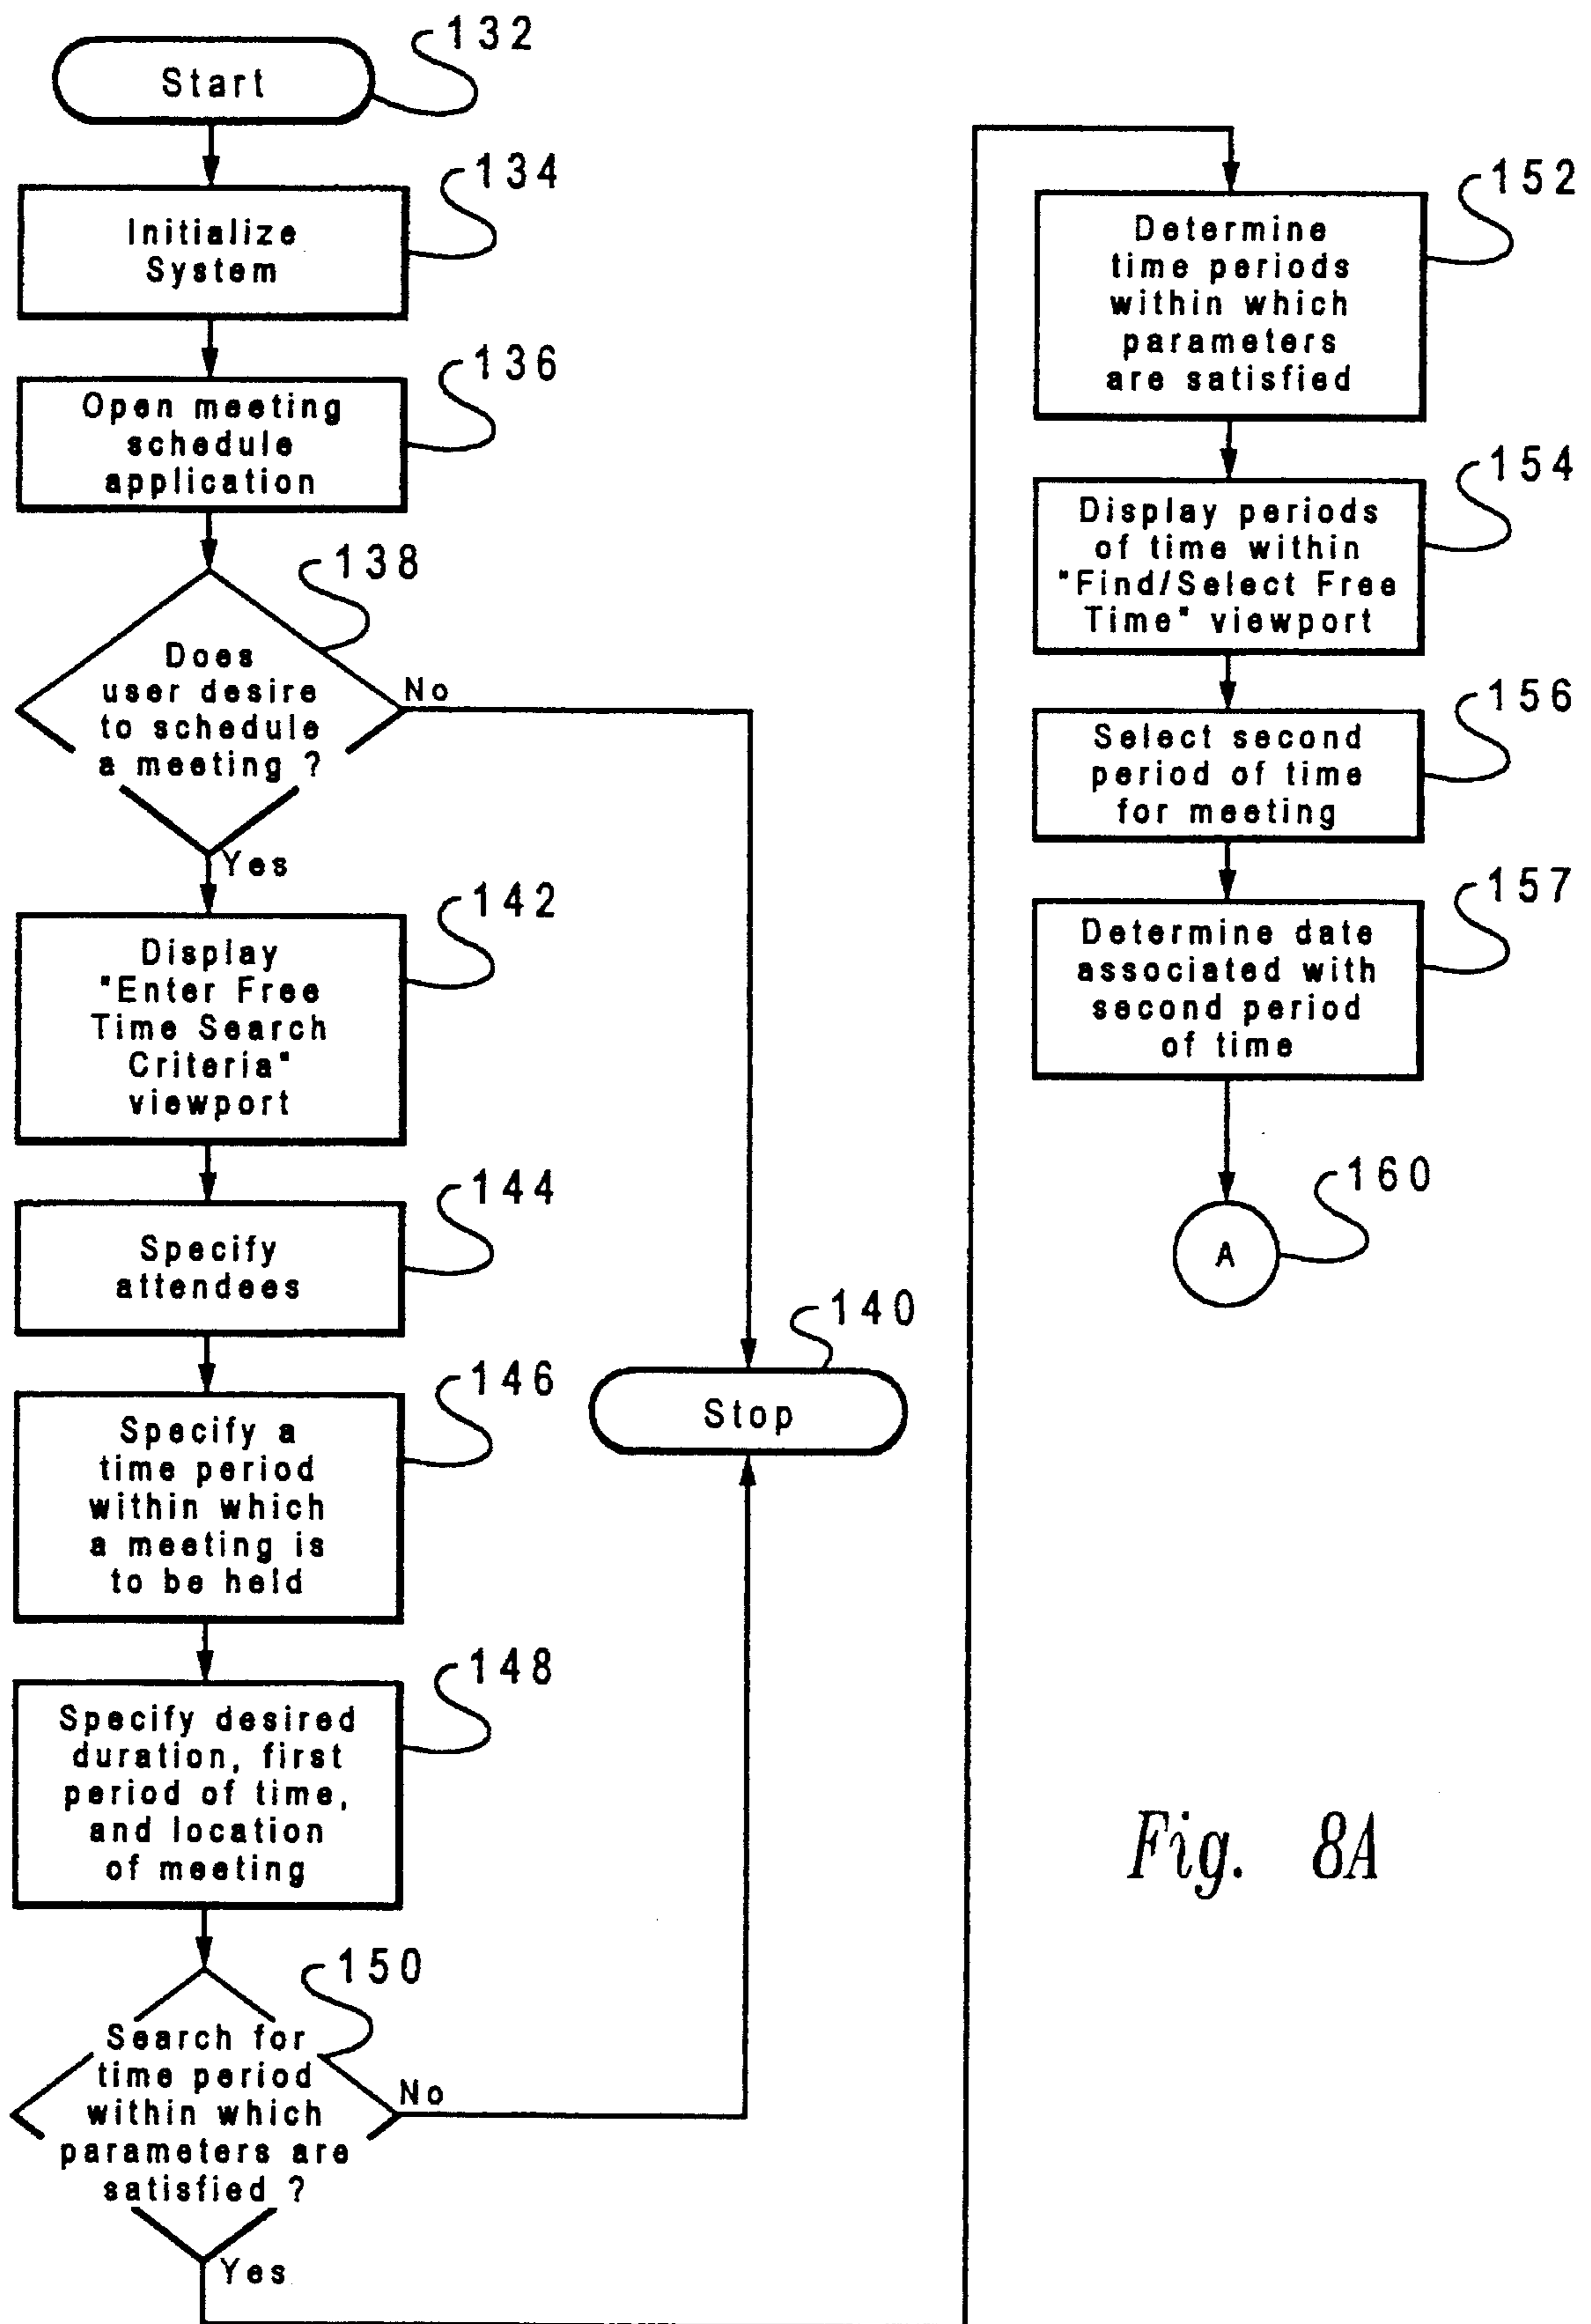 132
Start
134
Initialize
System
136
Open meeting
schedule
application
138
Does
user desire
to schedule
a meeting ?
No
Yes
142
Display
"Enter Free
Time Search
Criteria"
viewport
144
Specify
attendees
146
Specify a
time period
within which
a meeting is
to be held
148
Specify desired
duration, first
period of time,
and location
of meeting
150
Search for
time period
within which
parameters are
satisfied ?
No
Yes
140
Stop
152
Determine
time periods
within which
parameters
are satisfied
154
Display periods
of time within
"Find/Select Free
Time" viewport
156
Select second
period of time
for meeting
157
Determine date
associated with
second period
of time
160
A
Fig. 8A